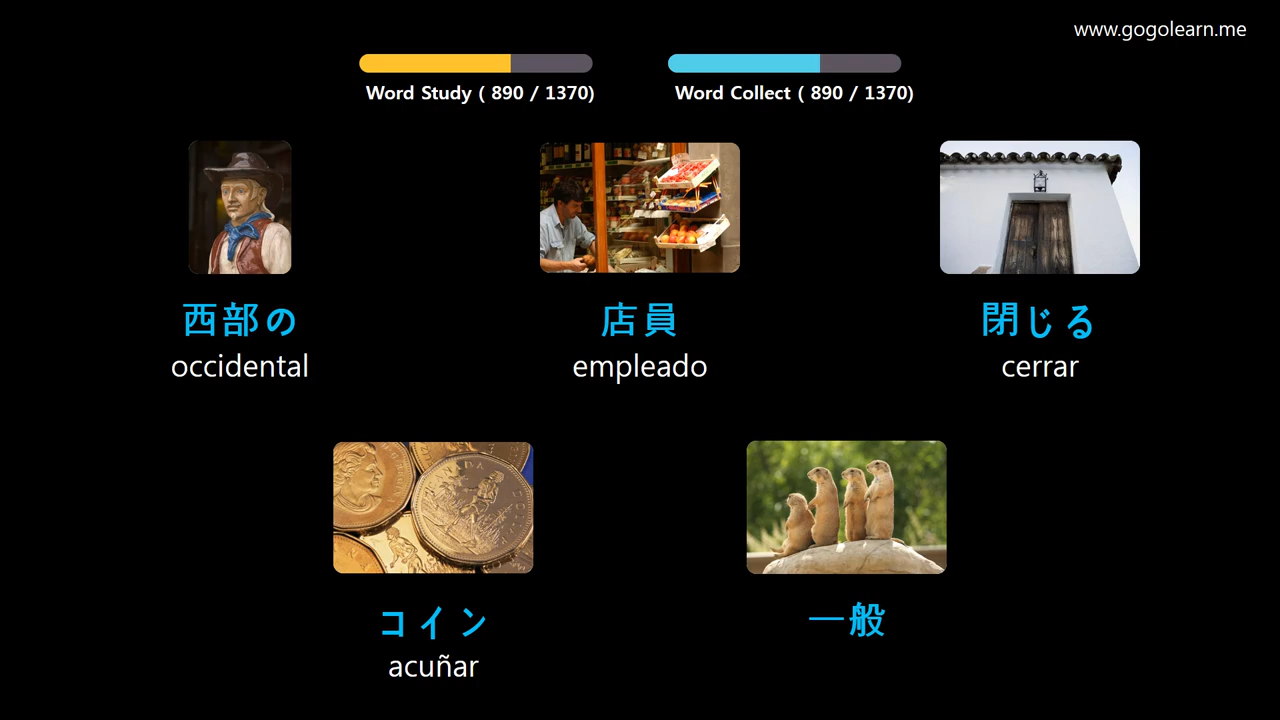 www.gogolearn.me
Word Study ( 890 / 1370)
Word Collect ( 890 / 1370)
西部の
occidental
店員
empleado
閉じる
cerrar
コイン
acuñar
一般